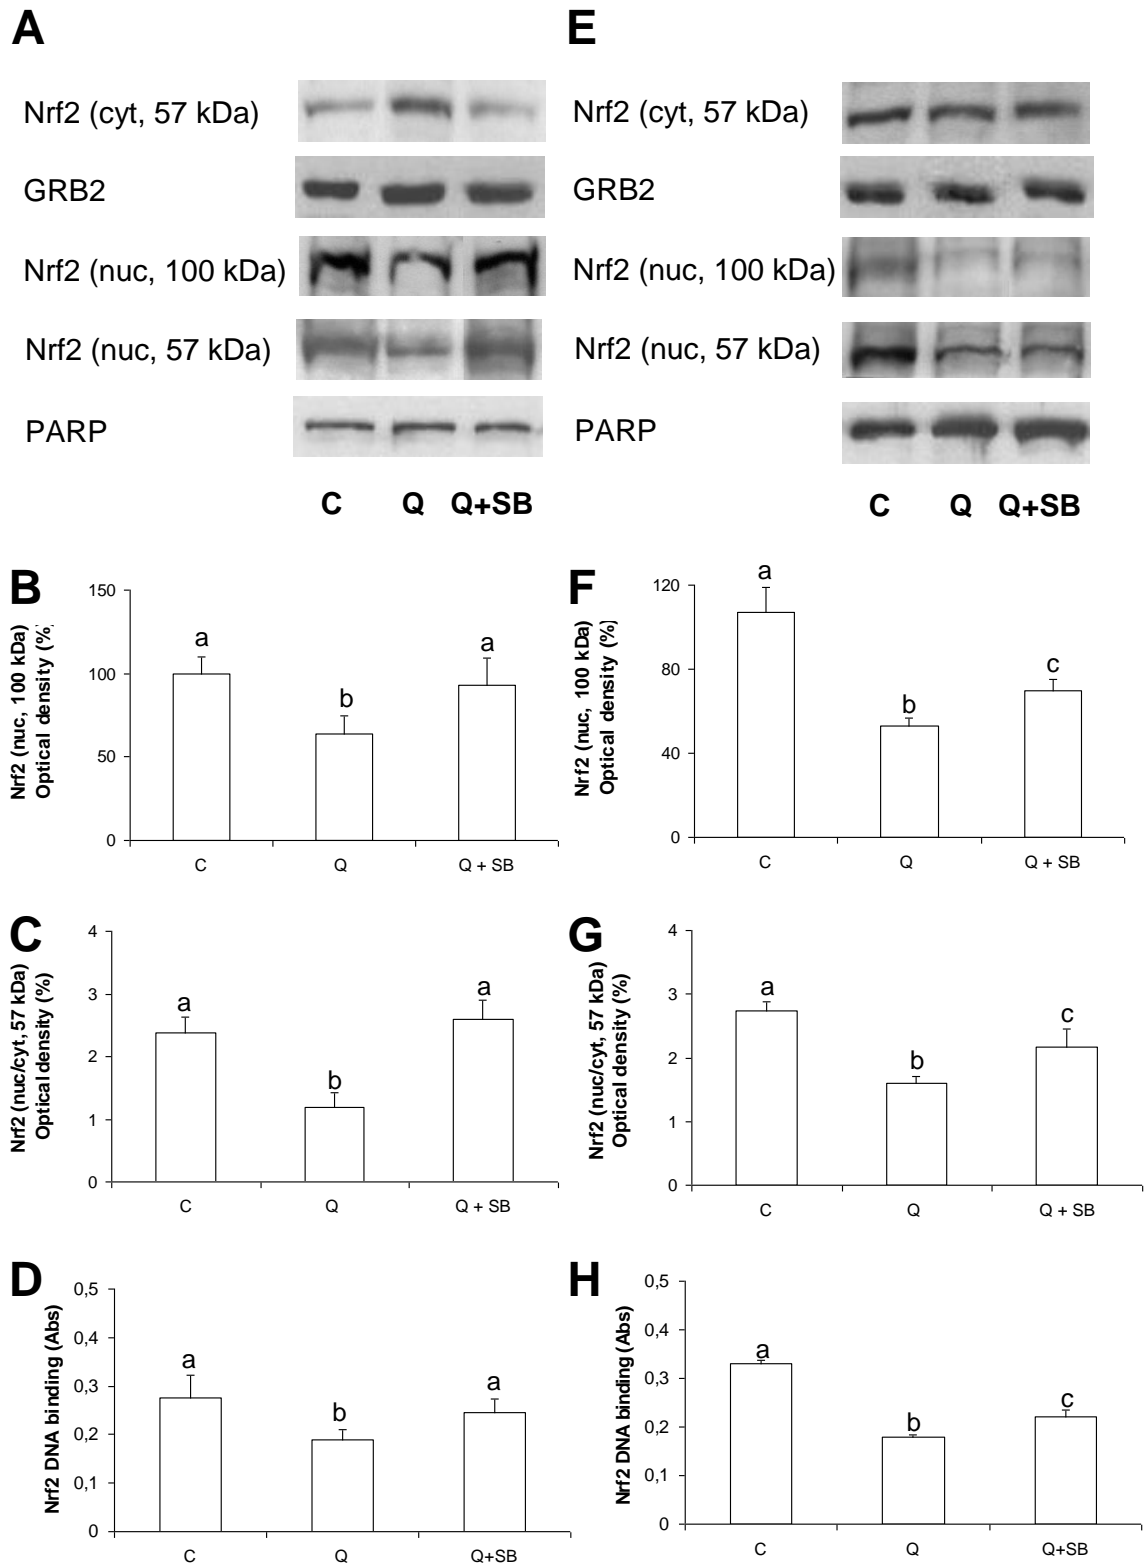 A
Nrf2 (cyt, 57 kDa)
GRB2
Nrf2 (nuc, 100 kDa)
Nrf2 (nuc, 57 kDa)
PARP
C Q Q+SB
E
Nrf2 (cyt, 57 kDa)
GRB2
Nrf2 (nuc, 100 kDa)
Nrf2 (nuc, 57 kDa)
PARP
C Q Q+SB
B
Nrf2 (nuc, 100 kDa)
Optical density (%)
150
100
50
0
a
b
a
C Q Q + SB
F
Nrf2 (nuc, 100 kDa)
Optical density (%)
120
80
40
0
a
b
c
C Q Q + SB
C
Nrf2 (nuc/cyt, 57 kDa)
Optical density (%)
4
3
2
1
0
a
b
a
C Q Q + SB
G
Nrf2 (nuc/cyt, 57 kDa)
Optical density (%)
4
3
2
1
0
a
b
c
C Q Q + SB
D
Nrf2 DNA binding (Abs)
0,5
0,4
0,3
0,2
0,1
0
a
b
a
C Q Q+SB
H
Nrf2 DNA binding (Abs)
0,5
0,4
0,3
0,2
0,1
0
a
b
c
C Q Q+SB